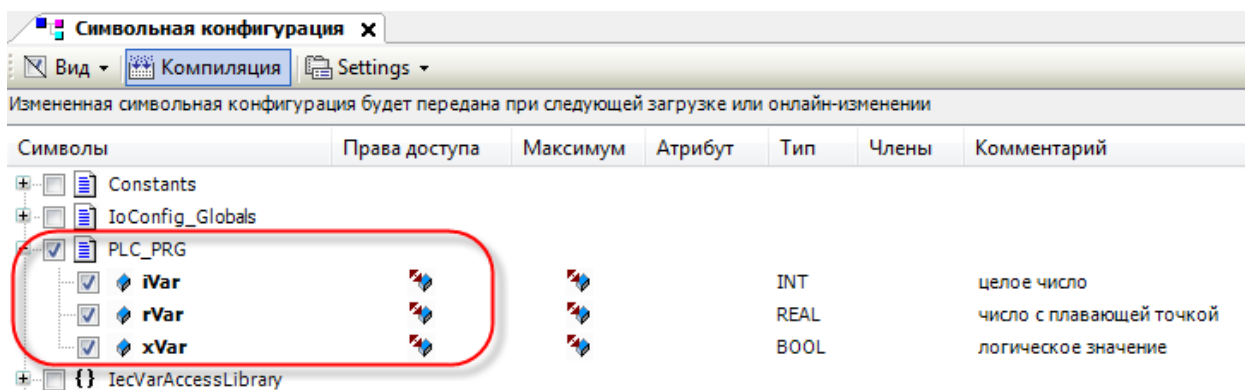 Символьная конфигурация X
Вид Компиляция Settings
Измененная символьная конфигурация будет передана при следующей загрузке или онлайн-изменении
Символы Права доступа Максимум Атрибут Тип Члены Комментарий
Constants
IoConfig_Globals
PLC_PRG
iVar INT целое число
rVar REAL число с плавающей точкой
xVar BOOL логическое значение
{} IecVarAccessLibrary